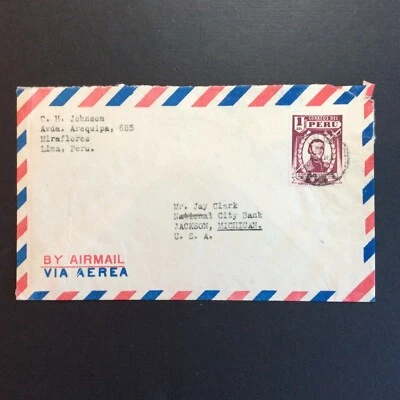 C. H. Johnson
Avda. Arequipa, 685
Miraflores
Lima, Peru.
1
CORREOS DEL
PERU
Mr. Jay Clark
National City Bank
JACKSON, MICHIGAN.
U. S. A.
BY AIRMAIL
VIA AEREA